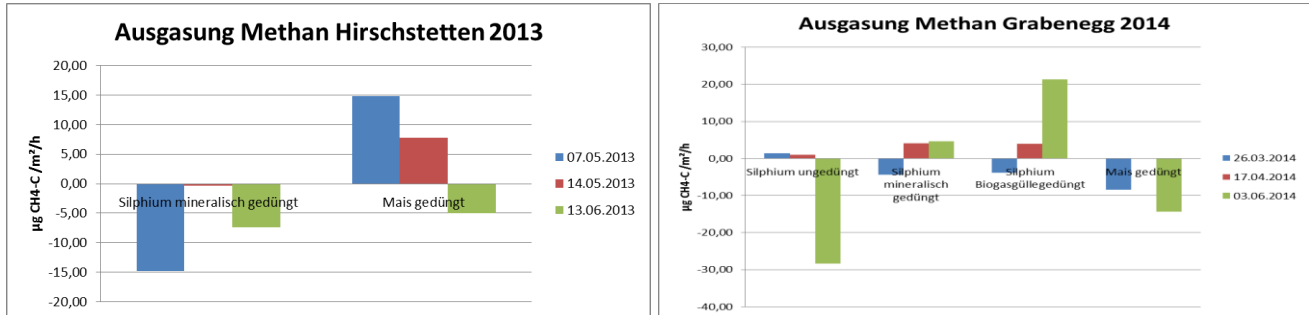 Ausgasung Methan Hirschstetten 2013
µg CH4-C /m²/h
20,00
15,00
10,00
5,00
0,00
-5,00
-10,00
-15,00
-20,00
Silphium mineralisch gedüngt
Mais gedüngt
07.05.2013
14.05.2013
13.06.2013
Ausgasung Methan Grabenegg 2014
µg CH4-C /m²/h
30,00
20,00
10,00
0,00
-10,00
-20,00
-30,00
-40,00
Silphium ungedüngt
Silphium
mineralisch
gedüngt
Silphium
Biogasgüllegedüngt
Mais gedüngt
26.03.2014
17.04.2014
03.06.2014